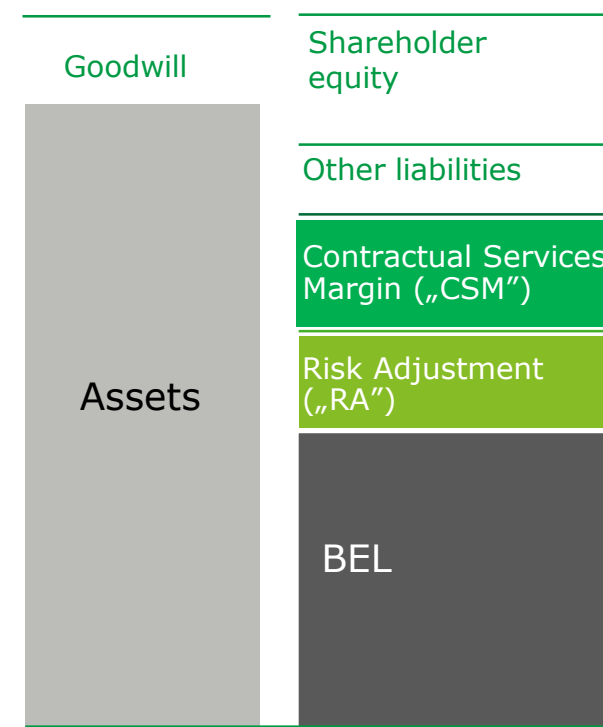 Goodwill
Assets
Shareholder
equity
Other liabilities
Contractual Services
Margin („CSM”)
Risk Adjustment
(„RA”)
BEL